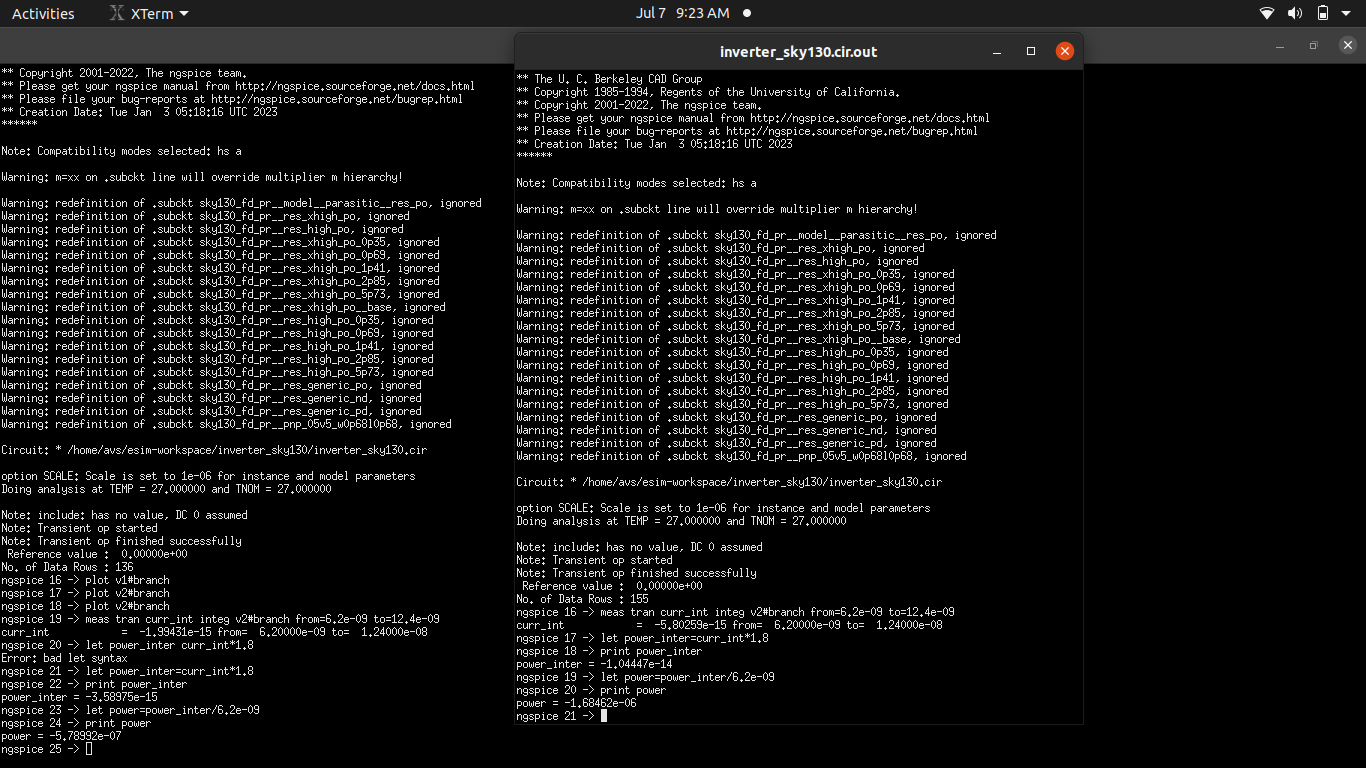 Activities XTerm Jul 7 9:23 AM
** Copyright 2001-2022, The ngspice team.
** Please get your ngspice manual from http://ngspice.sourceforge.net/docs.html
** Please file your bug-reports at http://ngspice.sourceforge.net/bugrep.html
** Creation Date: Tue Jan  3 05:18:16 UTC 2023
******
Note: Compatibility modes selected: hs a
Warning: m=xx on .subckt line will override multiplier m hierarchy!
Warning: redefinition of .subckt sky130_fd_pr__model__parasitic__res_po, ignored
Warning: redefinition of .subckt sky130_fd_pr__res_xhigh_po, ignored
Warning: redefinition of .subckt sky130_fd_pr__res_high_po, ignored
Warning: redefinition of .subckt sky130_fd_pr__res_xhigh_po_0p35, ignored
Warning: redefinition of .subckt sky130_fd_pr__res_xhigh_po_0p69, ignored
Warning: redefinition of .subckt sky130_fd_pr__res_xhigh_po_1p41, ignored
Warning: redefinition of .subckt sky130_fd_pr__res_xhigh_po_2p85, ignored
Warning: redefinition of .subckt sky130_fd_pr__res_xhigh_po_5p73, ignored
Warning: redefinition of .subckt sky130_fd_pr__res_xhigh_po__base, ignored
Warning: redefinition of .subckt sky130_fd_pr__res_high_po_0p35, ignored
Warning: redefinition of .subckt sky130_fd_pr__res_high_po_0p69, ignored
Warning: redefinition of .subckt sky130_fd_pr__res_high_po_1p41, ignored
Warning: redefinition of .subckt sky130_fd_pr__res_high_po_2p85, ignored
Warning: redefinition of .subckt sky130_fd_pr__res_high_po_5p73, ignored
Warning: redefinition of .subckt sky130_fd_pr__res_generic_po, ignored
Warning: redefinition of .subckt sky130_fd_pr__res_generic_nd, ignored
Warning: redefinition of .subckt sky130_fd_pr__res_generic_pd, ignored
Warning: redefinition of .subckt sky130_fd_pr__pnp_05v5_w0p68l0p68, ignored
Circuit: * /home/avs/esim-workspace/inverter_sky130/inverter_sky130.cir
option SCALE: Scale is set to 1e-06 for instance and model parameters
Doing analysis at TEMP = 27.000000 and TNOM = 27.000000
Note: include: has no value, DC 0 assumed
Note: Transient op started
Note: Transient op finished successfully
Reference value :  0.00000e+00
No. of Data Rows : 136
ngspice 16 -> plot v1#branch
ngspice 17 -> plot v2#branch
ngspice 18 -> plot v2#branch
ngspice 19 -> meas tran curr_int integ v2#branch from=6.2e-09 to=12.4e-09
curr_int            =  -1.99431e-15 from=  6.20000e-09 to=  1.24000e-08
ngspice 20 -> let power_inter curr_int*1.8
Error: bad let syntax
ngspice 21 -> let power_inter=curr_int*1.8
ngspice 22 -> print power_inter
power_inter = -3.58975e-15
ngspice 23 -> let power=power_inter/6.2e-09
ngspice 24 -> print power
power = -5.78992e-07
ngspice 25 ->
inverter_sky130.cir.out
** The U. C. Berkeley CAD Group
** Copyright 1985-1994, Regents of the University of California.
** Copyright 2001-2022, The ngspice team.
** Please get your ngspice manual from http://ngspice.sourceforge.net/docs.html
** Please file your bug-reports at http://ngspice.sourceforge.net/bugrep.html
** Creation Date: Tue Jan  3 05:18:16 UTC 2023
******
Note: Compatibility modes selected: hs a
Warning: m=xx on .subckt line will override multiplier m hierarchy!
Warning: redefinition of .subckt sky130_fd_pr__model__parasitic__res_po, ignored
Warning: redefinition of .subckt sky130_fd_pr__res_xhigh_po, ignored
Warning: redefinition of .subckt sky130_fd_pr__res_high_po, ignored
Warning: redefinition of .subckt sky130_fd_pr__res_xhigh_po_0p35, ignored
Warning: redefinition of .subckt sky130_fd_pr__res_xhigh_po_0p69, ignored
Warning: redefinition of .subckt sky130_fd_pr__res_xhigh_po_1p41, ignored
Warning: redefinition of .subckt sky130_fd_pr__res_xhigh_po_2p85, ignored
Warning: redefinition of .subckt sky130_fd_pr__res_xhigh_po_5p73, ignored
Warning: redefinition of .subckt sky130_fd_pr__res_xhigh_po__base, ignored
Warning: redefinition of .subckt sky130_fd_pr__res_high_po_0p35, ignored
Warning: redefinition of .subckt sky130_fd_pr__res_high_po_0p69, ignored
Warning: redefinition of .subckt sky130_fd_pr__res_high_po_1p41, ignored
Warning: redefinition of .subckt sky130_fd_pr__res_high_po_2p85, ignored
Warning: redefinition of .subckt sky130_fd_pr__res_high_po_5p73, ignored
Warning: redefinition of .subckt sky130_fd_pr__res_generic_po, ignored
Warning: redefinition of .subckt sky130_fd_pr__res_generic_nd, ignored
Warning: redefinition of .subckt sky130_fd_pr__res_generic_pd, ignored
Warning: redefinition of .subckt sky130_fd_pr__pnp_05v5_w0p68l0p68, ignored
Circuit: * /home/avs/esim-workspace/inverter_sky130/inverter_sky130.cir
option SCALE: Scale is set to 1e-06 for instance and model parameters
Doing analysis at TEMP = 27.000000 and TNOM = 27.000000
Note: include: has no value, DC 0 assumed
Note: Transient op started
Note: Transient op finished successfully
Reference value :  0.00000e+00
No. of Data Rows : 155
ngspice 16 -> meas tran curr_int integ v2#branch from=6.2e-09 to=12.4e-09
curr_int            =  -5.80259e-15 from=  6.20000e-09 to=  1.24000e-08
ngspice 17 -> let power_inter=curr_int*1.8
ngspice 18 -> print power_inter
power_inter = -1.04447e-14
ngspice 19 -> let power=power_inter/6.2e-09
ngspice 20 -> print power
power = -1.68462e-06
ngspice 21 ->